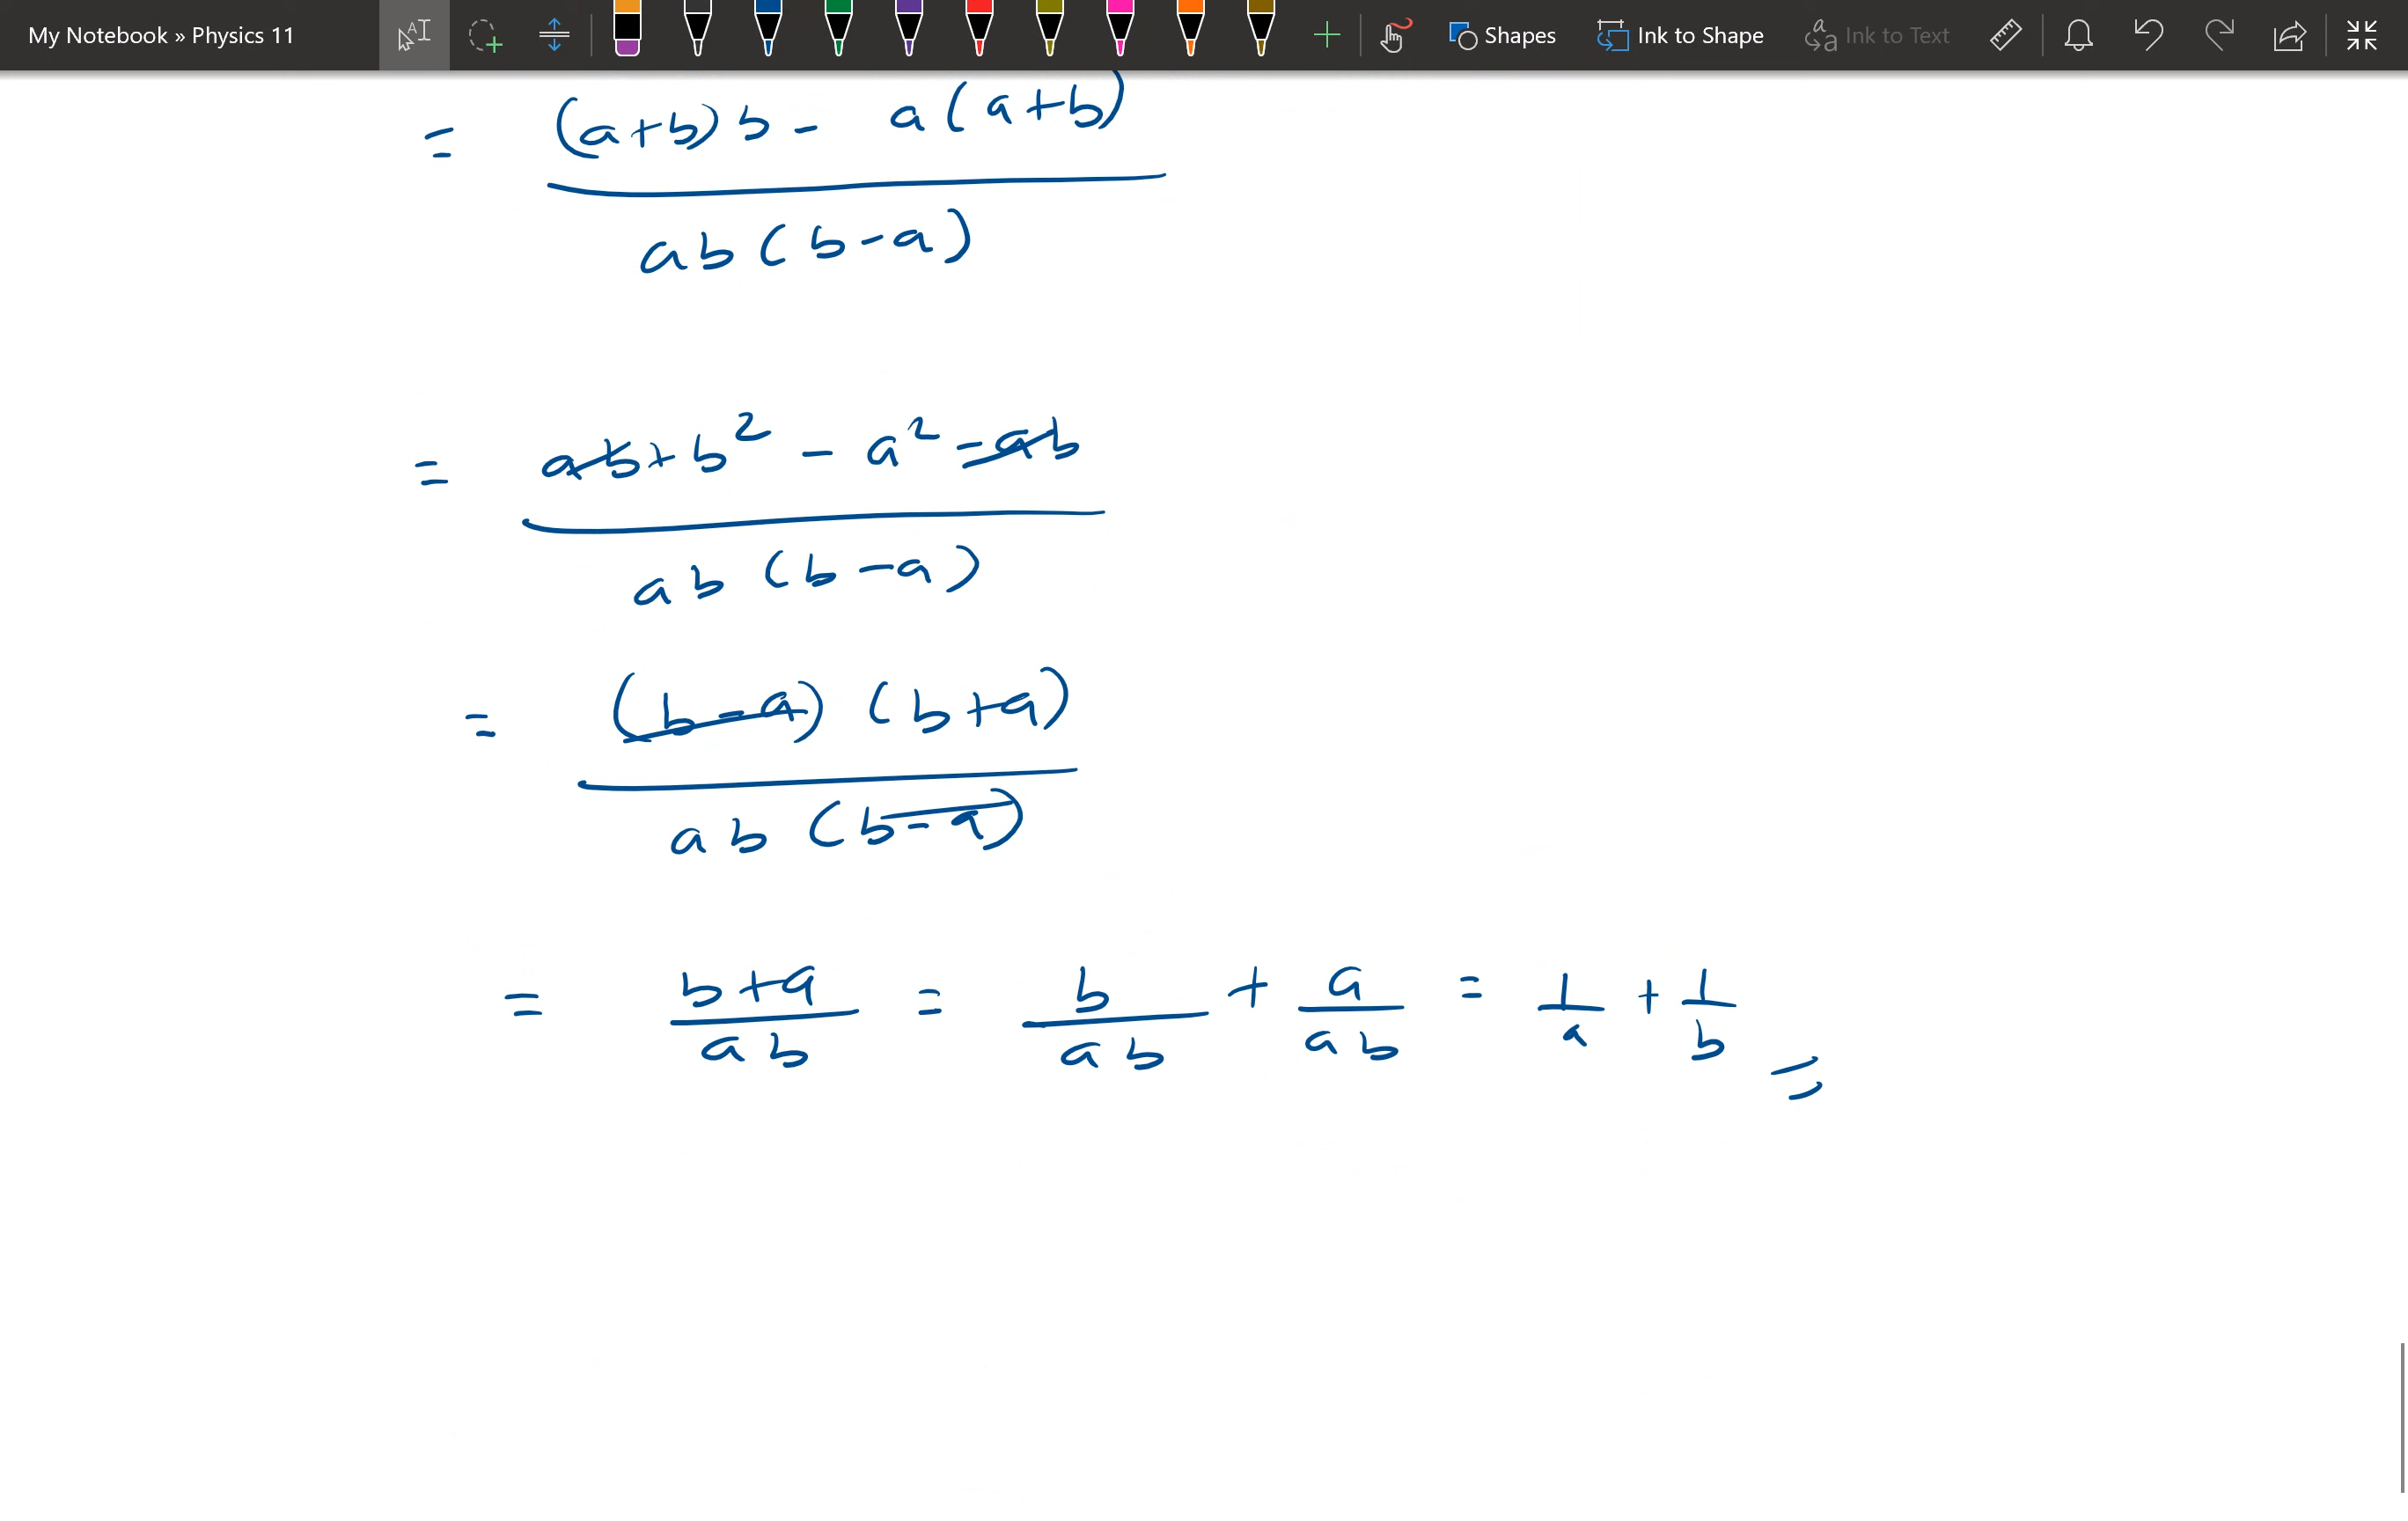 My Notebook » Physics 11 Shapes Ink to Shape Ink to Text
= (a+b)b - a(a+b)
ab(b-a)
= ab + b² - a² - ab
ab(b-a)
= (b-a)(b+a)
ab(b-a)
= b+a = b + a = 1 + 1
ab ab ab a b